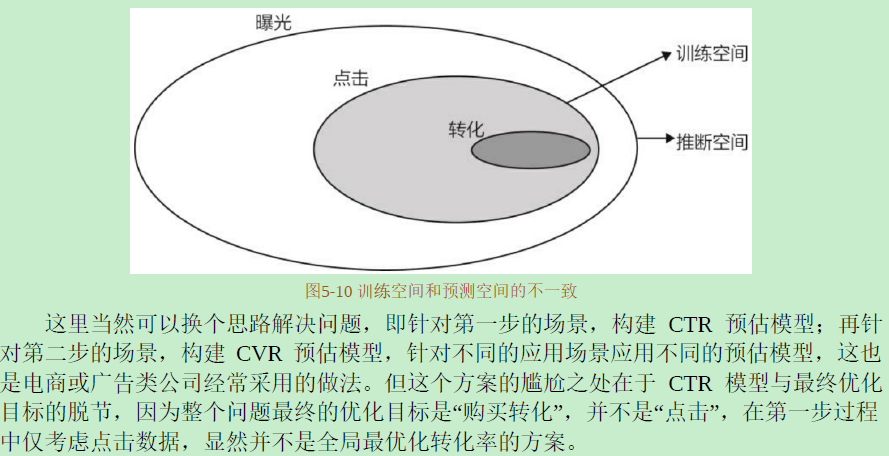 曝光
训练空间
点击
转化
推断空间
图5-10 训练空间和预测空间的不一致
这里当然可以换个思路解决问题，即针对第一步的场景，构建 CTR 预估模型；再针
对第二步的场景，构建 CVR 预估模型，针对不同的应用场景应用不同的预估模型，这也
是电商或广告类公司经常采用的做法。但这个方案的尴尬之处在于 CTR 模型与最终优化
目标的脱节，因为整个问题最终的优化目标是“购买转化”，并不是“点击”，在第一步过程
中仅考虑点击数据，显然并不是全局最优化转化率的方案。